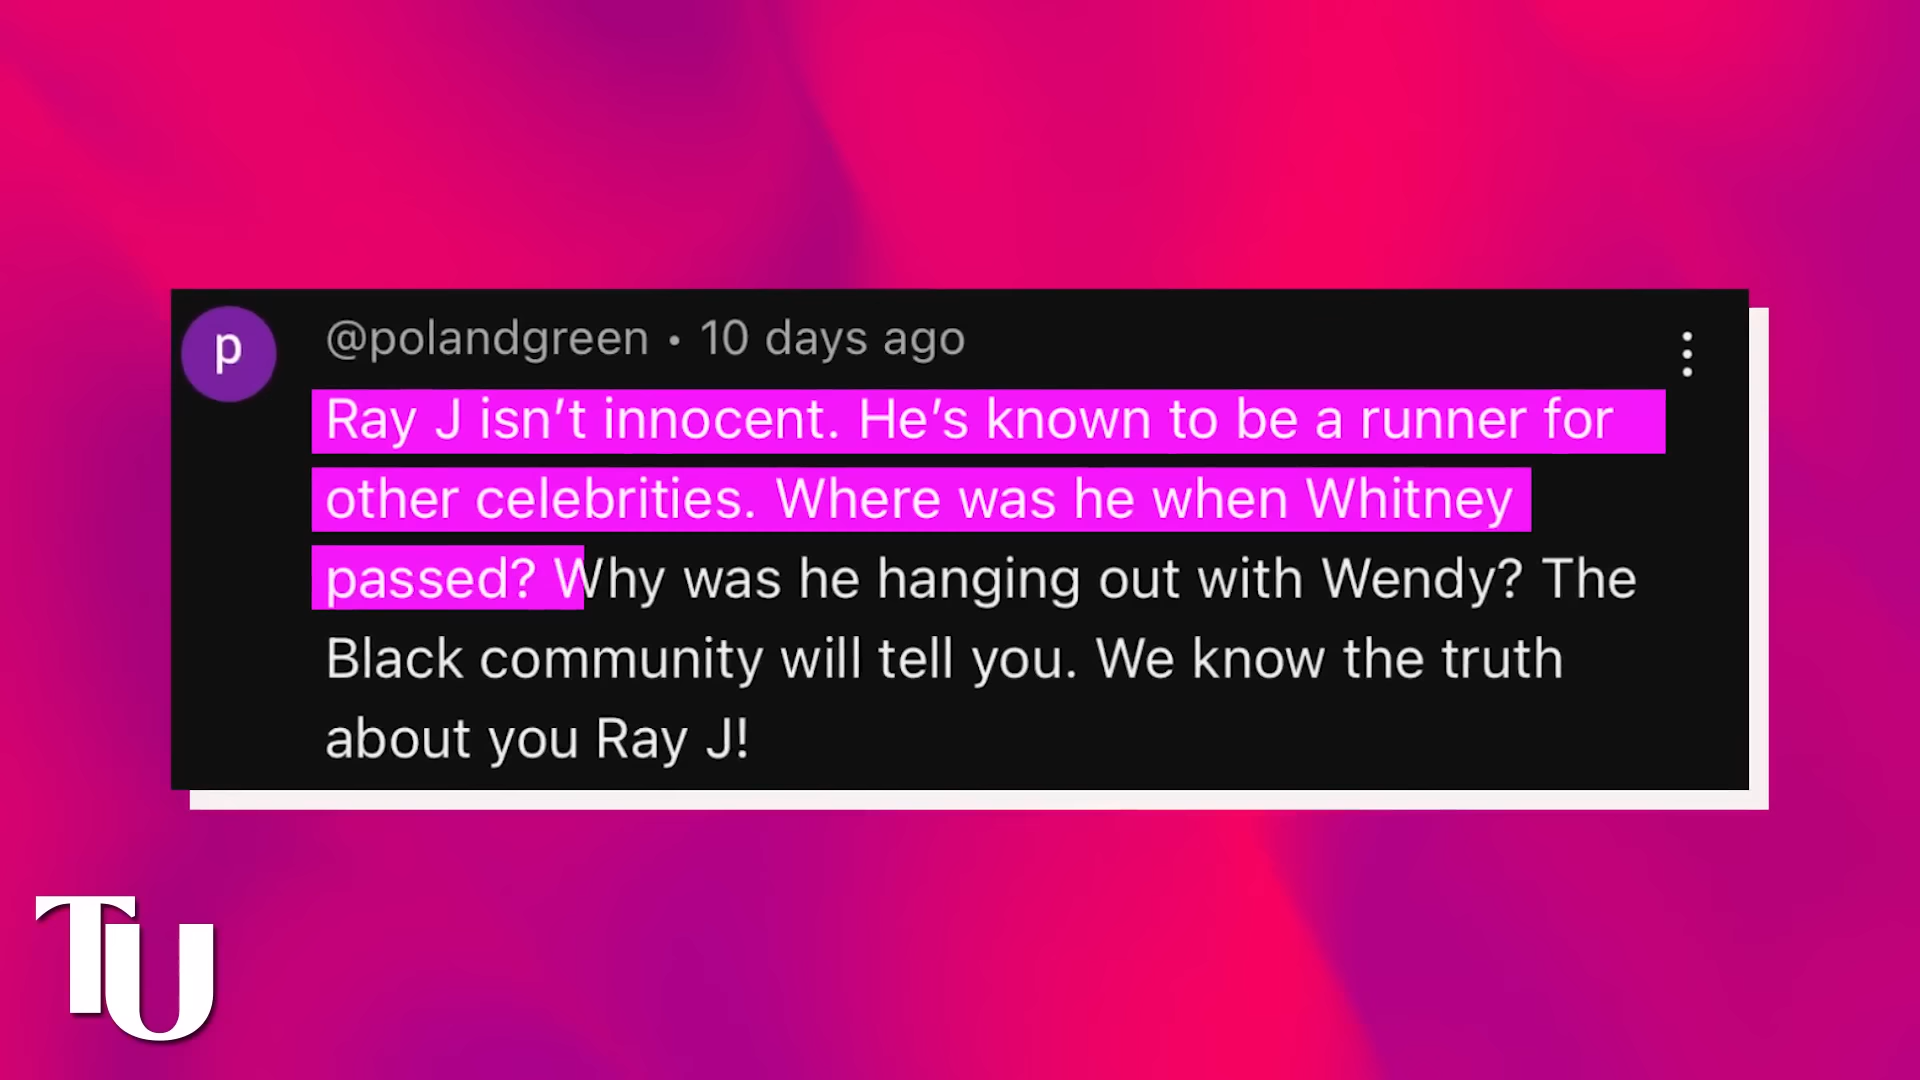 p
@polandgreen • 10 days ago
Ray J isn't innocent. He's known to be a runner for
other celebrities. Where was he when Whitney
passed? Why was he hanging out with Wendy? The
Black community will tell you. We know the truth
about you Ray J!
TU